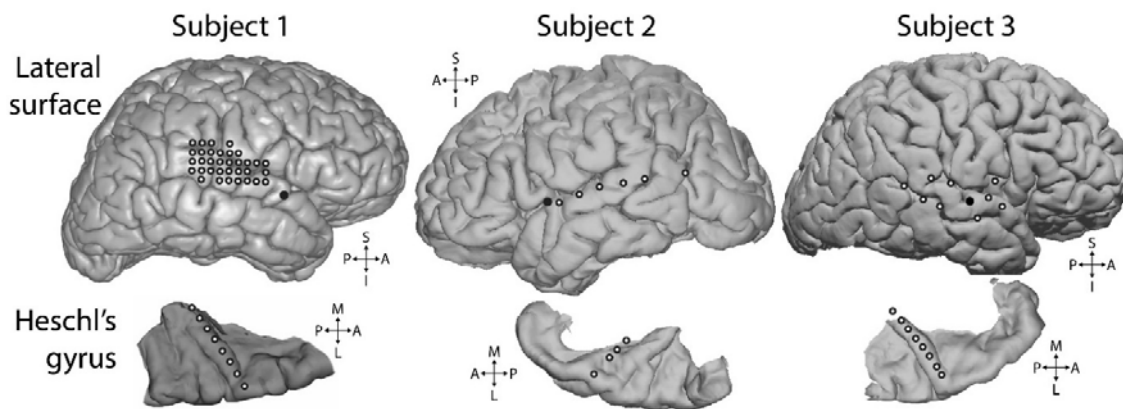 Subject 1
Subject 2
Subject 3
Lateral
surface
S
A P
I
S
P A
I
S
P A
I
Heschl's
gyrus
M
P A
L
M
A P
L
M
P A
L